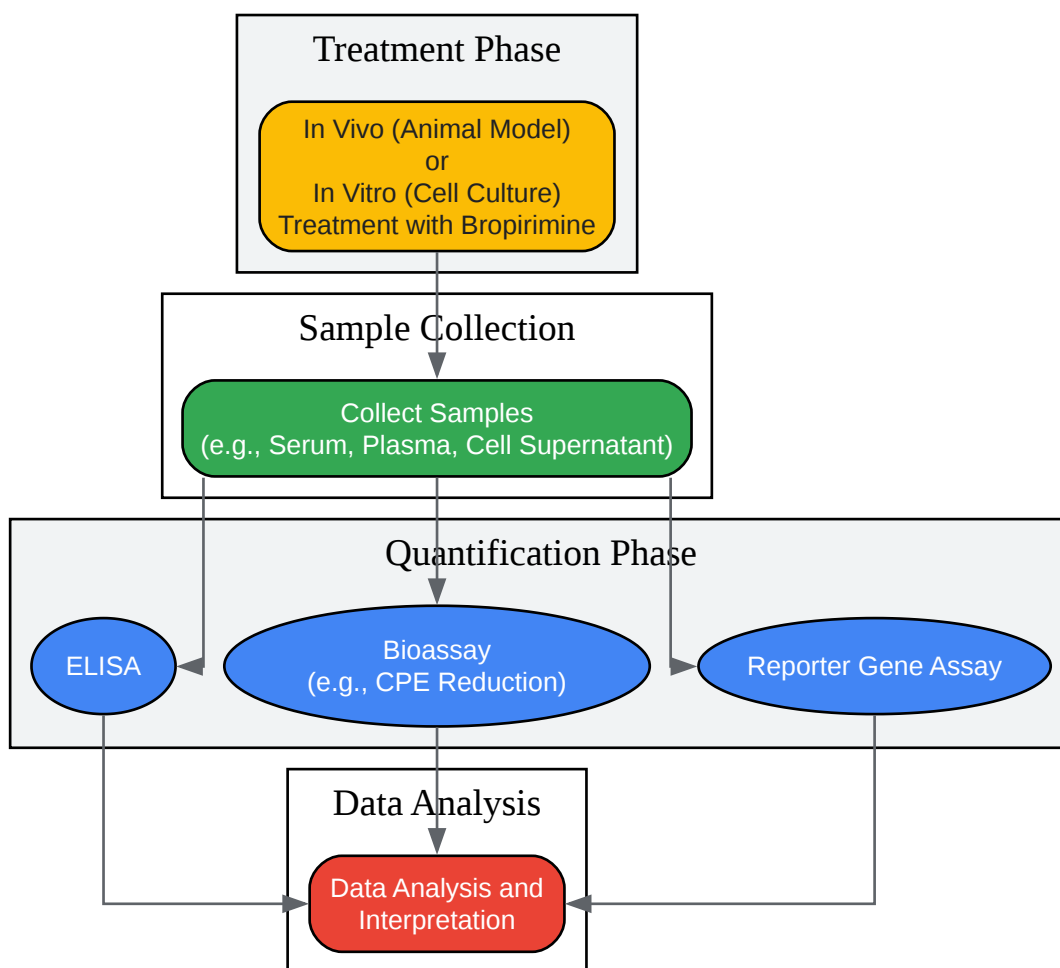 Treatment Phase
In Vivo (Animal Model)
or
In Vitro (Cell Culture)
Treatment with Bropirimine
Sample Collection
Collect Samples
(e.g., Serum, Plasma, Cell Supernatant)
Quantification Phase
ELISA
Bioassay
(e.g., CPE Reduction)
Reporter Gene Assay
Data Analysis
Data Analysis and
Interpretation